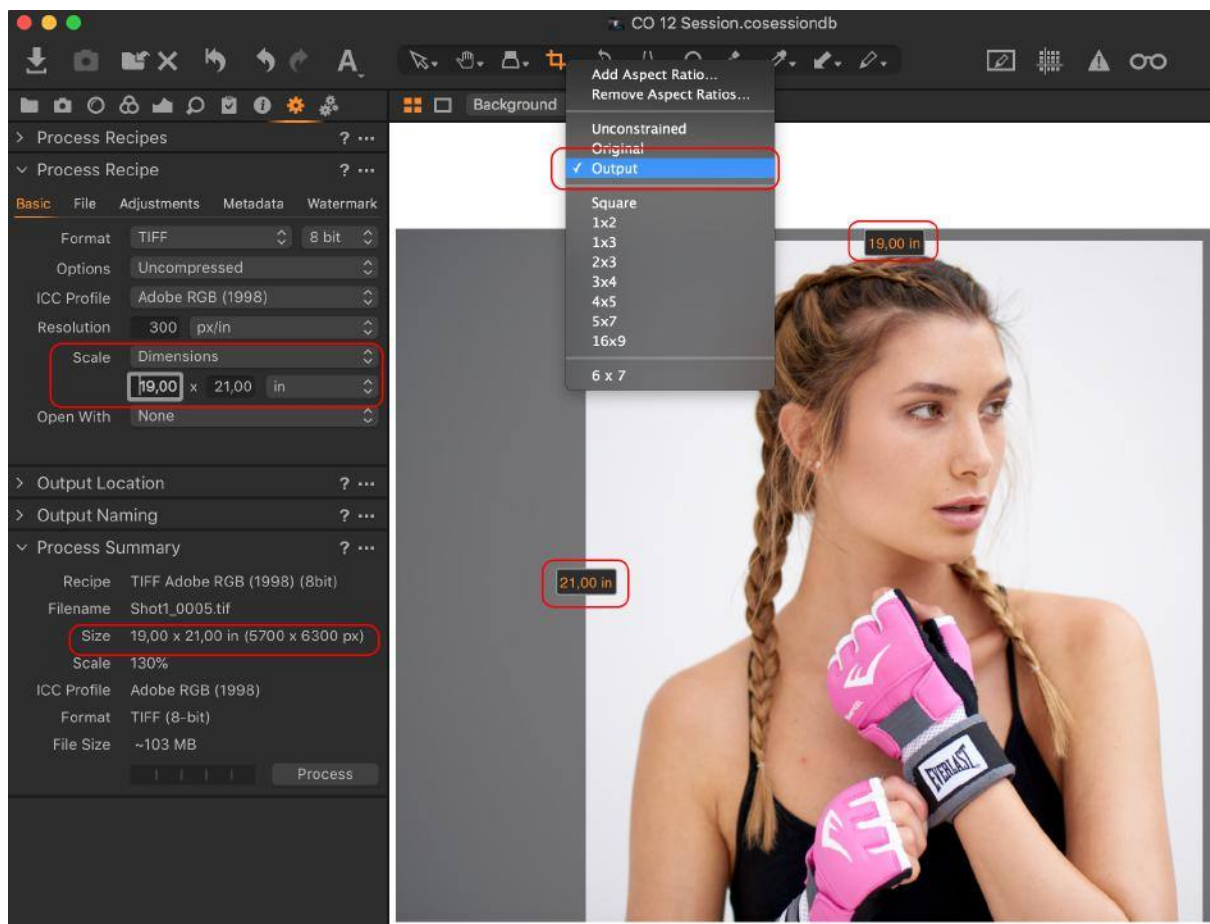 CO 12 Session.cosessiondb
A
Background
Add Aspect Ratio...
Remove Aspect Ratios...
Unconstrained
Original
✓ Output
Square
1x2
1x3
2x3
3x4
4x5
5x7
16x9
6 x 7
> Process Recipes ? ...
Process Recipe ? ...
Basic File Adjustments Metadata Watermark
Format TIFF 8 bit
Options Uncompressed
ICC Profile Adobe RGB (1998)
Resolution 300 px/in
Scale Dimensions
19,00 x 21,00 in
Open With None
> Output Location ? ...
> Output Naming ? ...
Process Summary ? ...
Recipe TIFF Adobe RGB (1998) (8bit)
Filename Shot1_0005.tif
Size 19,00 x 21,00 in (5700 x 6300 px)
Scale 130%
ICC Profile Adobe RGB (1998)
Format TIFF (8-bit)
File Size ~103 MB
Process
19,00 in
21,00 in
EVERLAST